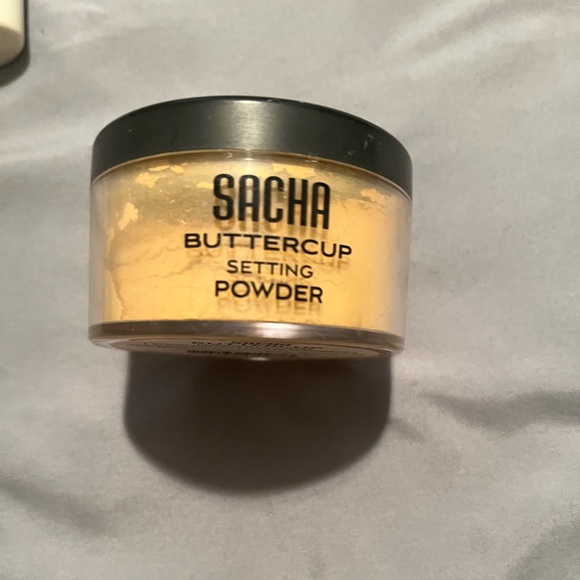 SACHA
BUTTERCUP
SETTING
POWDER